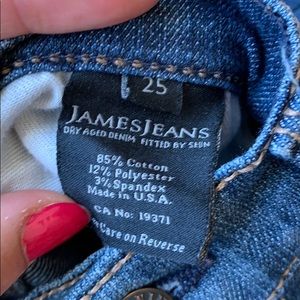 25
JAMESJEANS
DRY AGED DENIM FITTED BY SEUN
85% Cotton
12% Polyester
3% Spandex
Made in U.S.A.
CA No: 19371
Care on Reverse